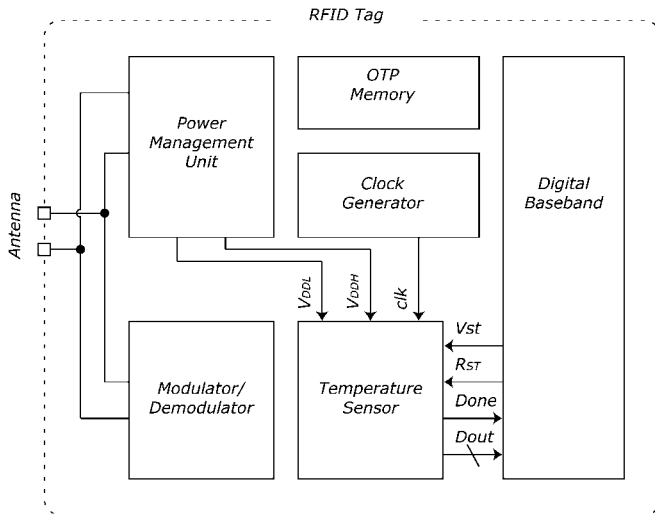 RFID Tag
Power
Management
Unit
OTP
Memory
Clock
Generator
Digital
Baseband
Antenna
VDDL
VDDH
clk
Modulator/
Demodulator
Temperature
Sensor
Vst
RST
Done
Dout